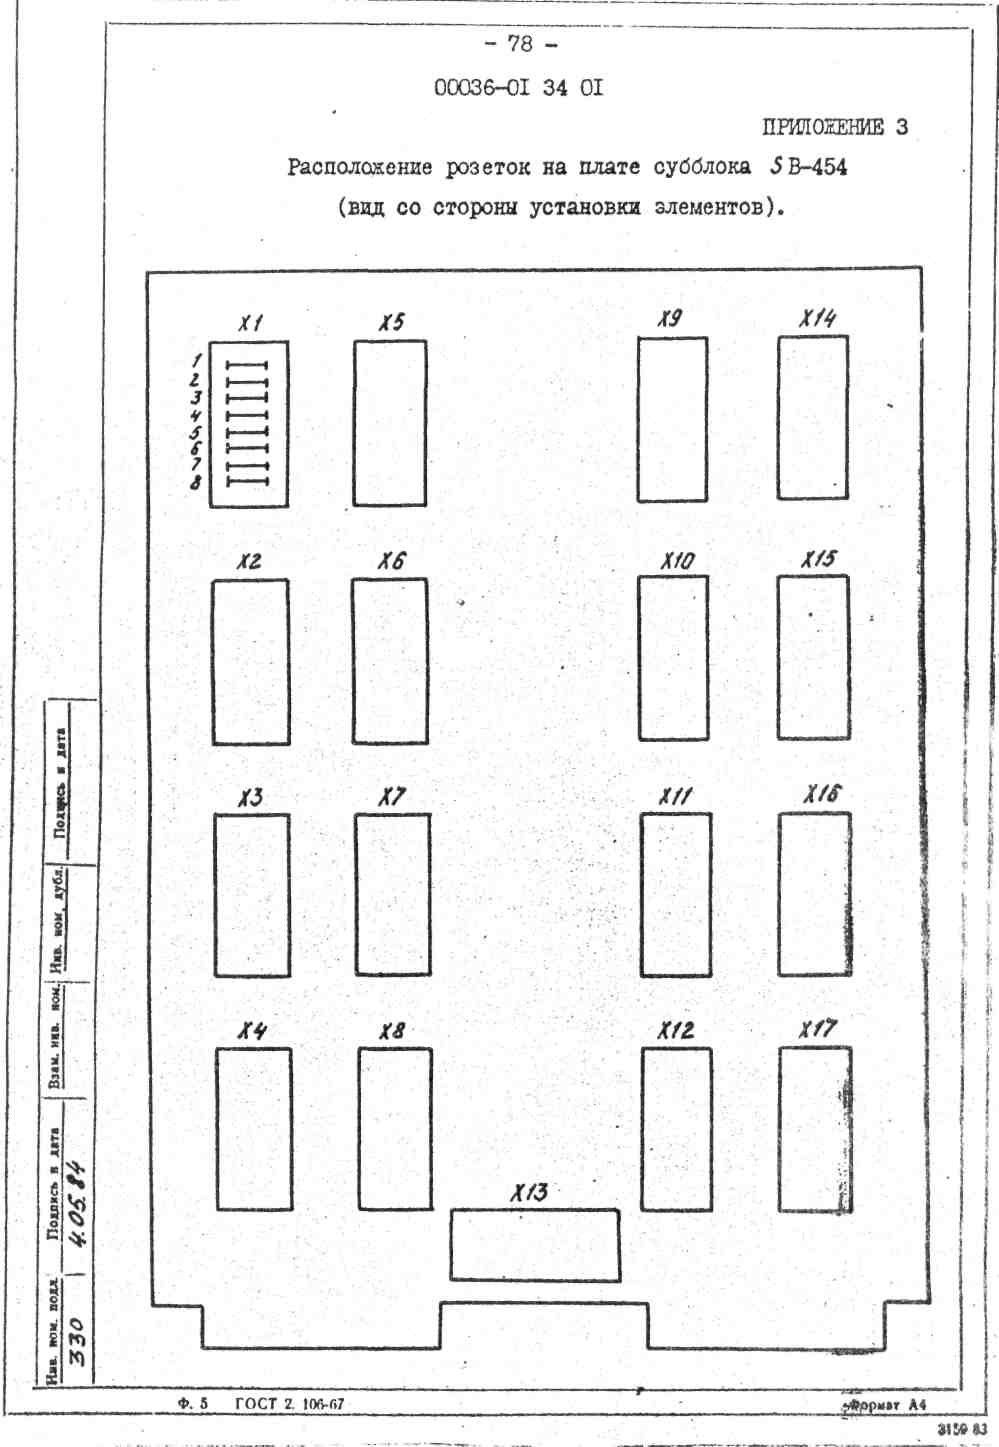 - 78 -
00036-0I 34 0I
ПРИЛОЖЕНИЕ 3
Расположение розеток на плате субблока 5В-454
(вид со стороны установки элементов).
X1 X5 X9 X14
1
2
3
4
5
6
7
8
X2 X6 X10 X15
X3 X7 X11 X16
X4 X8 X12 X17
X13
Подпись и дата
Инв. ном. дубл.
Взам. инв. ном.
Подпись и дата
4.05.84
Инв. ном. подл.
330
Ф. 5 ГОСТ 2. 106-67
Формат А4
3159 83